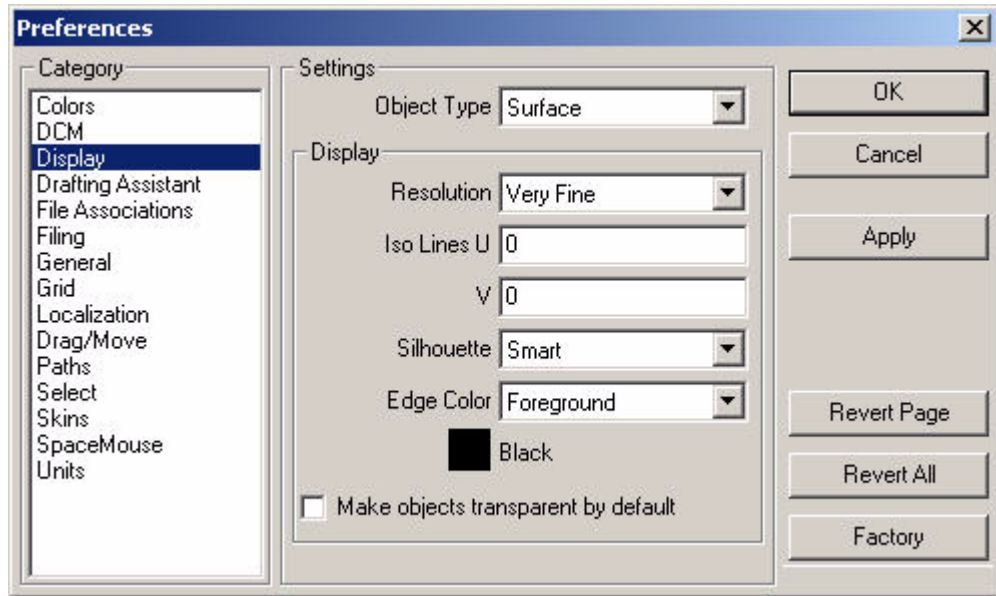 Preferences
Category
Colors
DCM
Display
Drafting Assistant
File Associations
Filing
General
Grid
Localization
Drag/Move
Paths
Select
Skins
SpaceMouse
Units
Settings
Object Type Surface
Display
Resolution Very Fine
Iso Lines U 0
V 0
Silhouette Smart
Edge Color Foreground
Black
Make objects transparent by default
OK
Cancel
Apply
Revert Page
Revert All
Factory